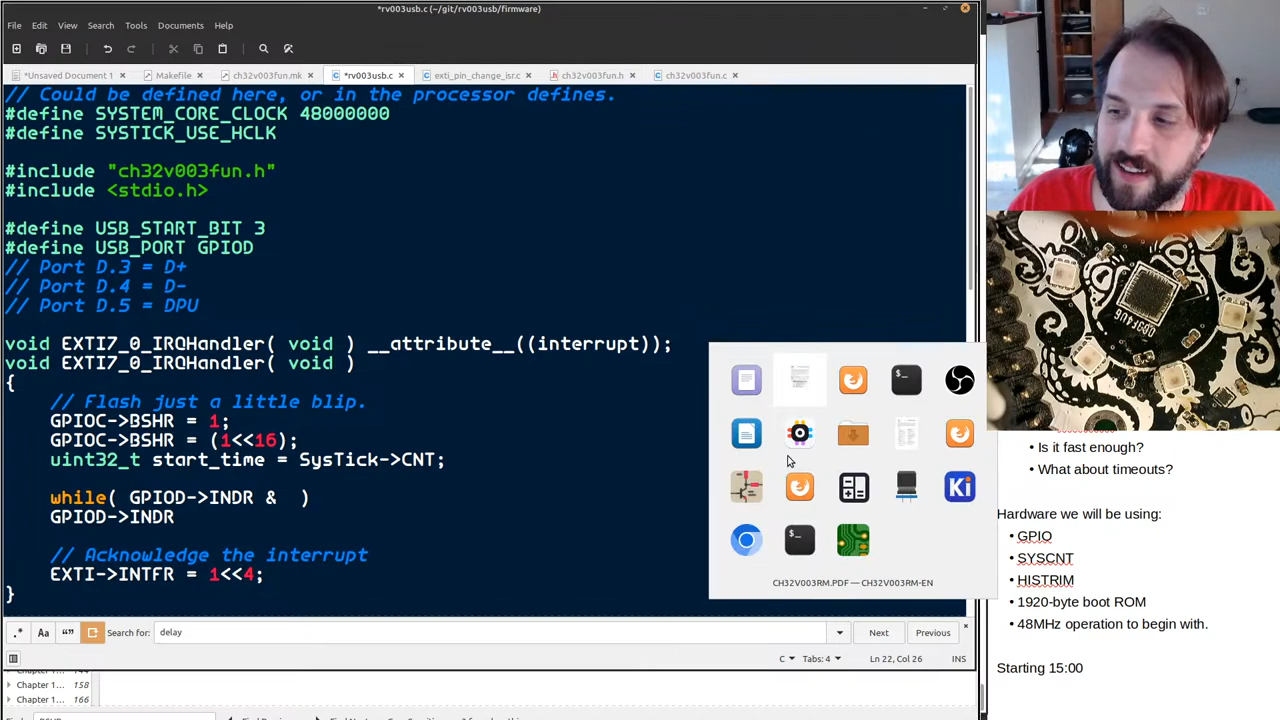 *rv003usb.c (~/git/rv003usb/firmware)
File Edit View Search Tools Documents Help
*Unsaved Document 1 Makefile ch32v003fun.mk *rv003usb.c exti_pin_change_isr.c ch32v003fun.h ch32v003fun.c
// Could be defined here, or in the processor defines.
#define SYSTEM_CORE_CLOCK 48000000
#define SYSTICK_USE_HCLK
#include "ch32v003fun.h"
#include <stdio.h>
#define USB_START_BIT 3
#define USB_PORT GPIOD
// Port D.3 = D+
// Port D.4 = D-
// Port D.5 = DPU
void EXTI7_0_IRQHandler( void ) __attribute__((interrupt));
void EXTI7_0_IRQHandler( void )
{
// Flash just a little blip.
GPIOC->BSHR = 1;
GPIOC->BSHR = (1<<16);
uint32_t start_time = SysTick->CNT;
while( GPIOD->INDR &  )
GPIOD->INDR
// Acknowledge the interrupt
EXTI->INTFR = 1<<4;
}
CH32V003RM.PDF — CH32V003RM-EN
.* Aa “” Search for: delay Next Previous
C Tabs: 4 Ln 22, Col 26 INS
Chapter 1... 158
Chapter 1... 166
• Is it fast enough?
• What about timeouts?
Hardware we will be using:
• GPIO
• SYSCNT
• HISTRIM
• 1920-byte boot ROM
• 48MHz operation to begin with.
Starting 15:00